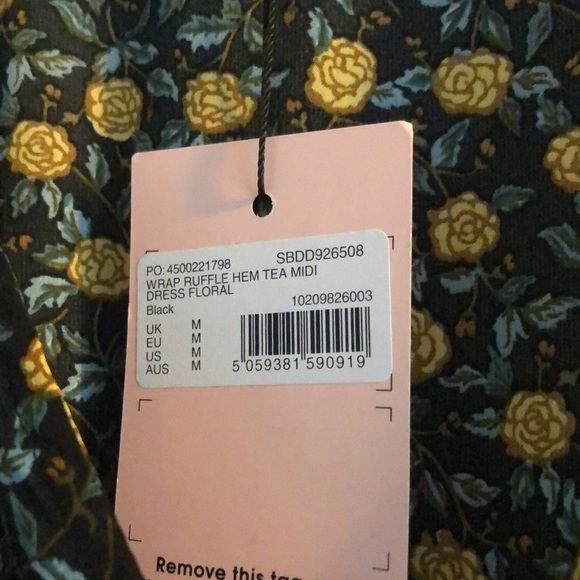 PO: 4500221798 SBDD926508
WRAP RUFFLE HEM TEA MIDI
DRESS FLORAL
Black 10209826003
UK M
EU M
US M
AUS M
5 059381 590919
Remove this tag